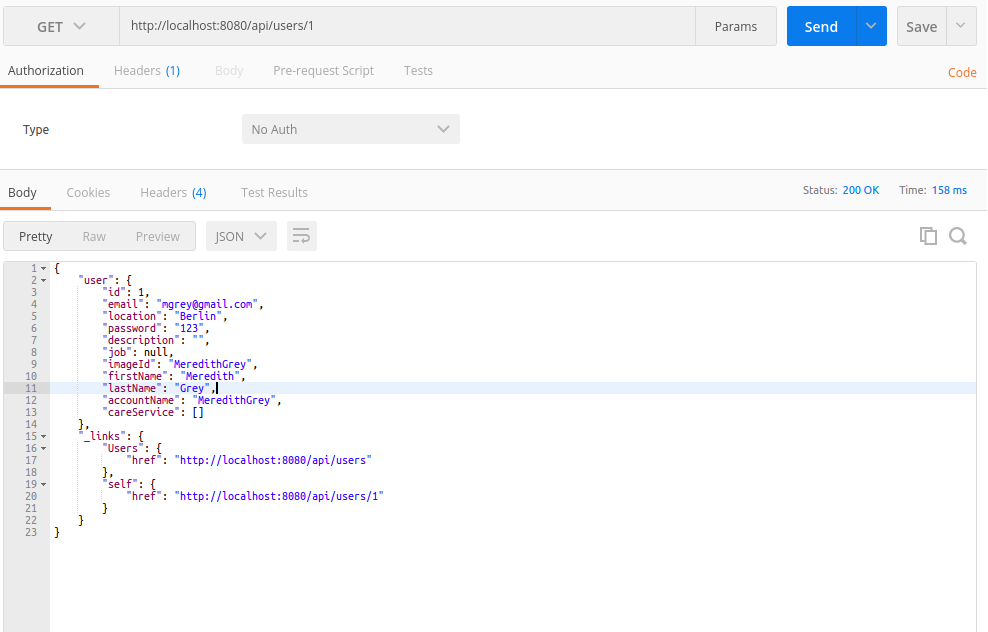 GET http://localhost:8080/api/users/1 Params Send Save
Authorization Headers (1) Body Pre-request Script Tests Code
Type No Auth
Body Cookies Headers (4) Test Results Status: 200 OK Time: 158 ms
Pretty Raw Preview JSON
1 {
2 "user": {
3 "id": 1,
4 "email": "mgrey@gmail.com",
5 "location": "Berlin",
6 "password": "123",
7 "description": "",
8 "job": null,
9 "imageId": "MeredithGrey",
10 "firstName": "Meredith",
11 "lastName": "Grey",
12 "accountName": "MeredithGrey",
13 "careService": []
14 },
15 "_links": {
16 "Users": {
17 "href": "http://localhost:8080/api/users"
18 },
19 "self": {
20 "href": "http://localhost:8080/api/users/1"
21 }
22 }
23 }